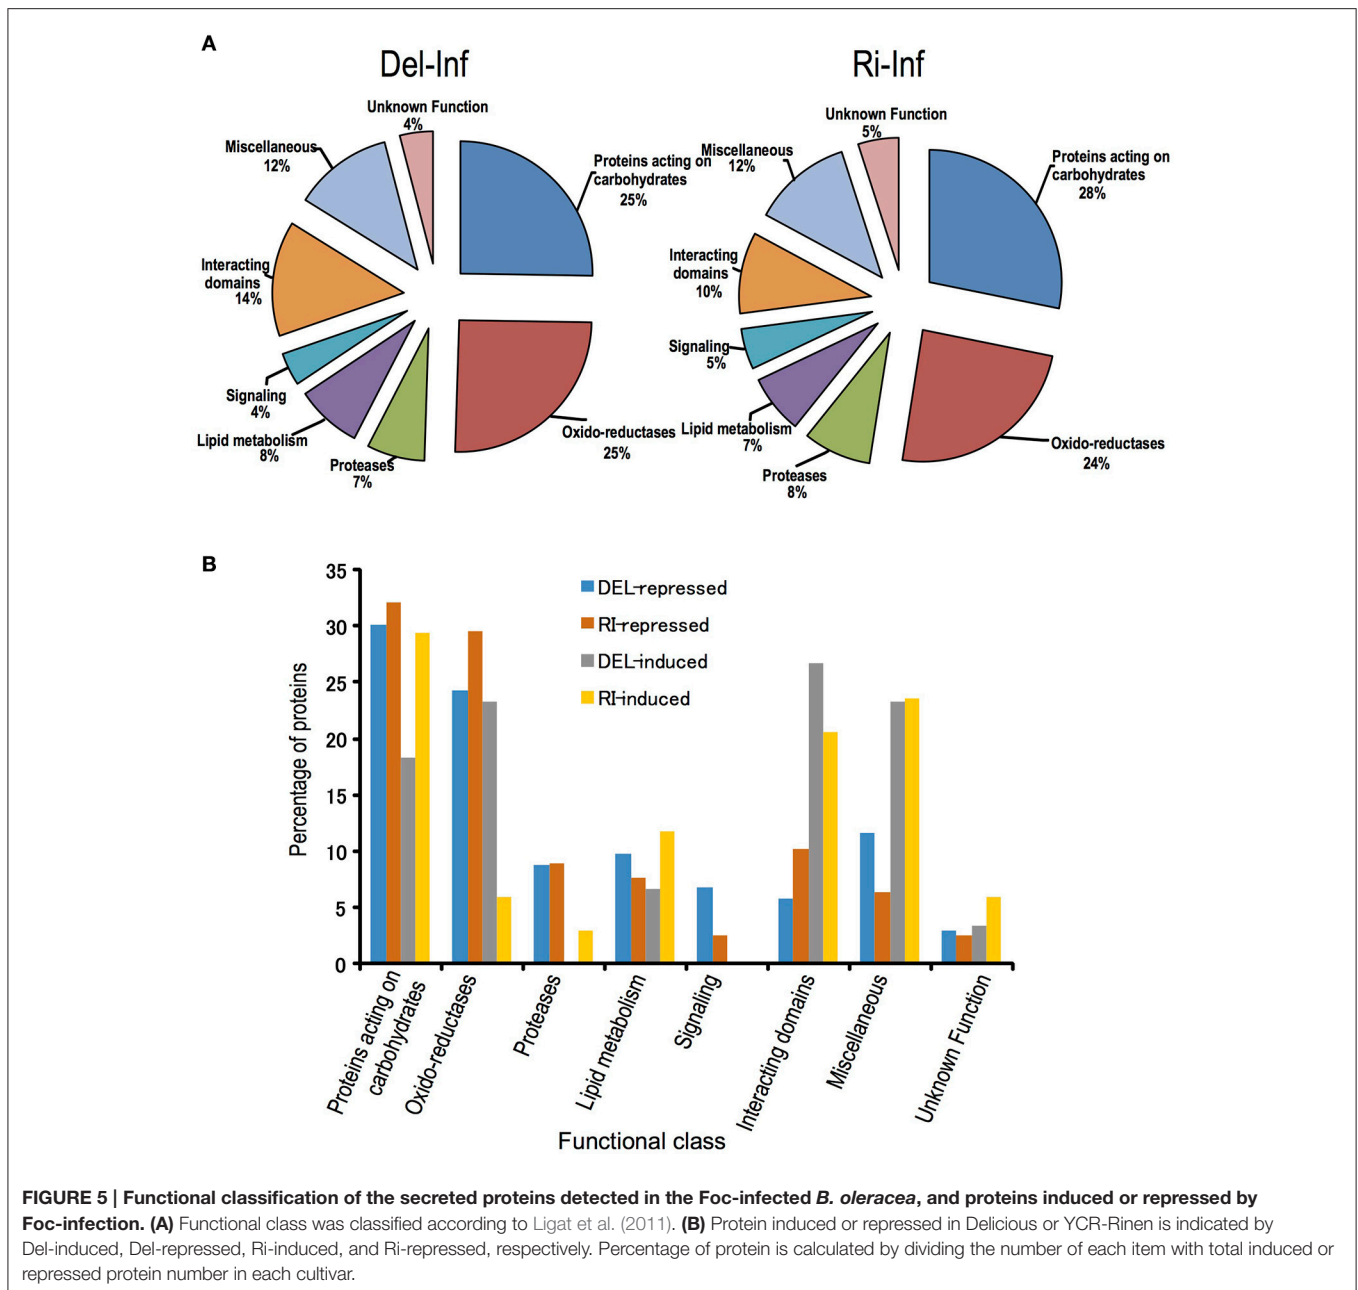 A
Del-Inf
Unknown Function
4%
Miscellaneous
12%
Proteins acting on
carbohydrates
25%
Interacting
domains
14%
Signaling
4%
Lipid metabolism
8%
Proteases
7%
Oxido-reductases
25%
Ri-Inf
Unknown Function
5%
Miscellaneous
12%
Proteins acting on
carbohydrates
28%
Interacting
domains
10%
Signaling
5%
Lipid metabolism
7%
Proteases
8%
Oxido-reductases
24%
B
Percentage of proteins
35
30
25
20
15
10
5
0
DEL-repressed
RI-repressed
DEL-induced
RI-induced
Proteins acting on
carbohydrates
Oxido-reductases
Proteases
Lipid metabolism
Signaling
Interacting domains
Miscellaneous
Unknown Function
Functional class
FIGURE 5 | Functional classification of the secreted proteins detected in the Foc-infected B. oleracea, and proteins induced or repressed by
Foc-infection. (A) Functional class was classified according to Ligat et al. (2011). (B) Protein induced or repressed in Delicious or YCR-Rinen is indicated by
Del-induced, Del-repressed, Ri-induced, and Ri-repressed, respectively. Percentage of protein is calculated by dividing the number of each item with total induced or
repressed protein number in each cultivar.